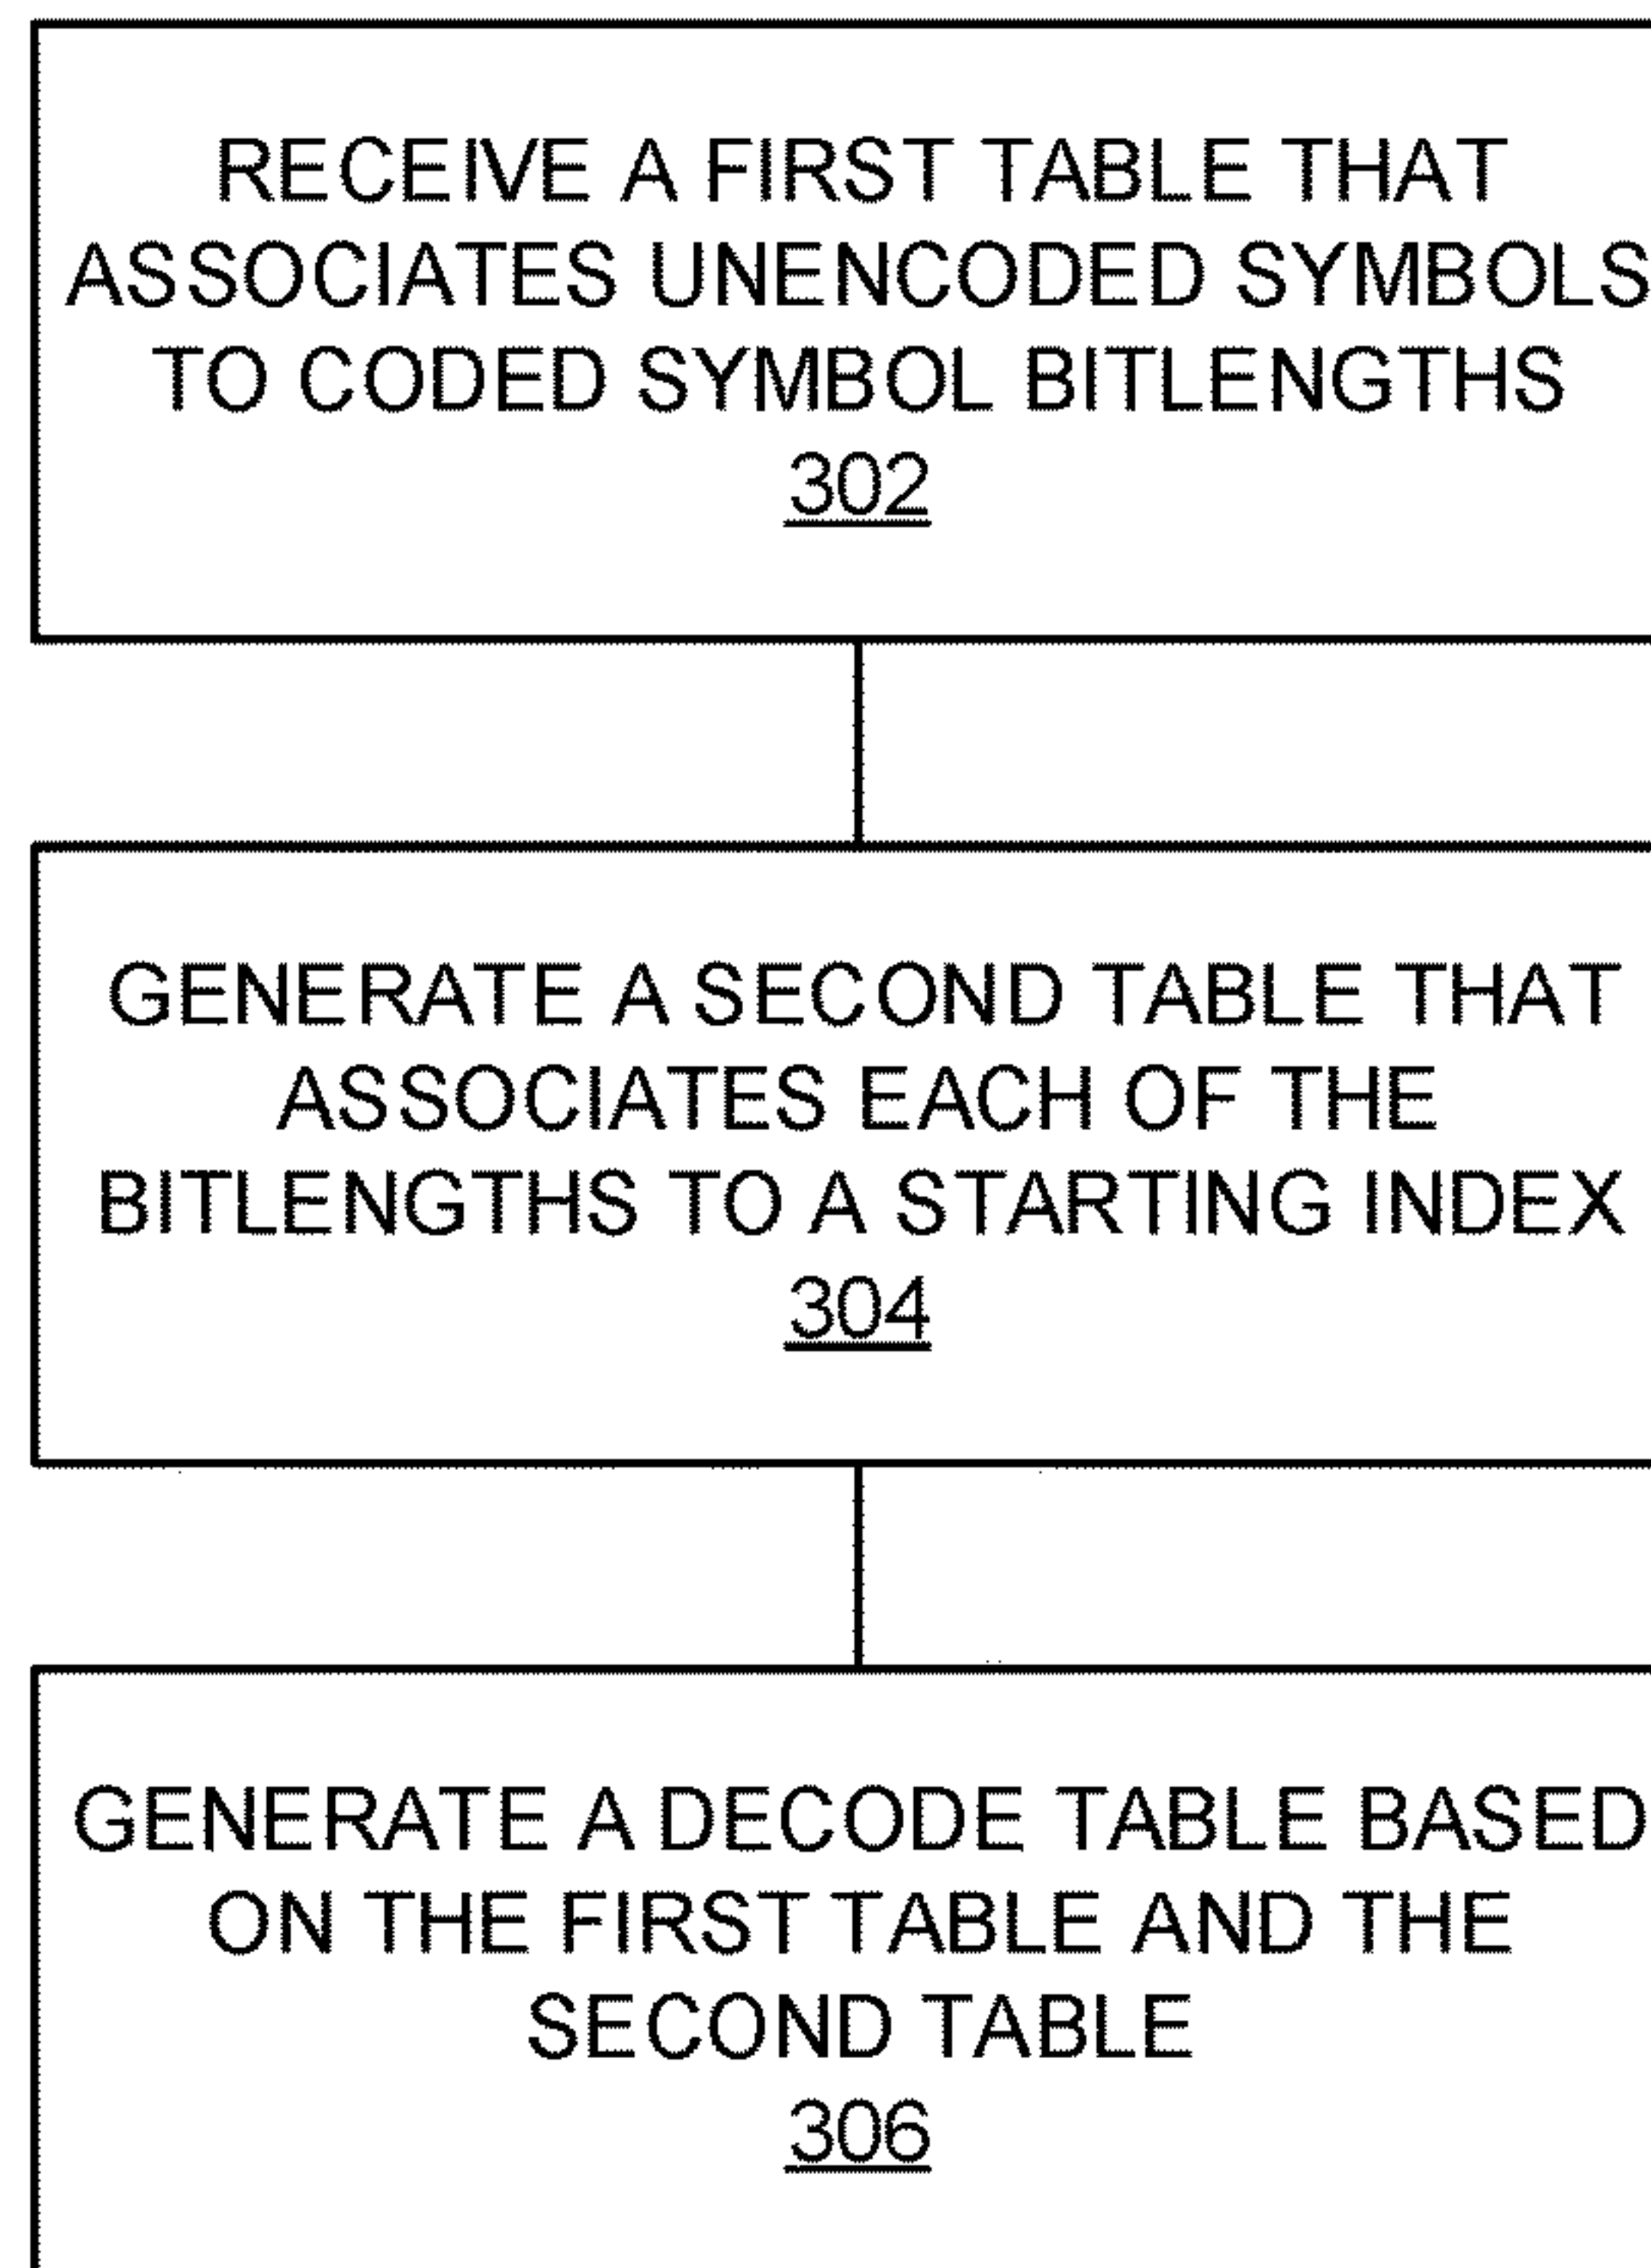 RECEIVE A FIRST TABLE THAT
ASSOCIATES UNENCODED SYMBOLS
TO CODED SYMBOL BITLENGTHS
302
GENERATE A SECOND TABLE THAT
ASSOCIATES EACH OF THE
BITLENGTHS TO A STARTING INDEX
304
GENERATE A DECODE TABLE BASED
ON THE FIRST TABLE AND THE
SECOND TABLE
306